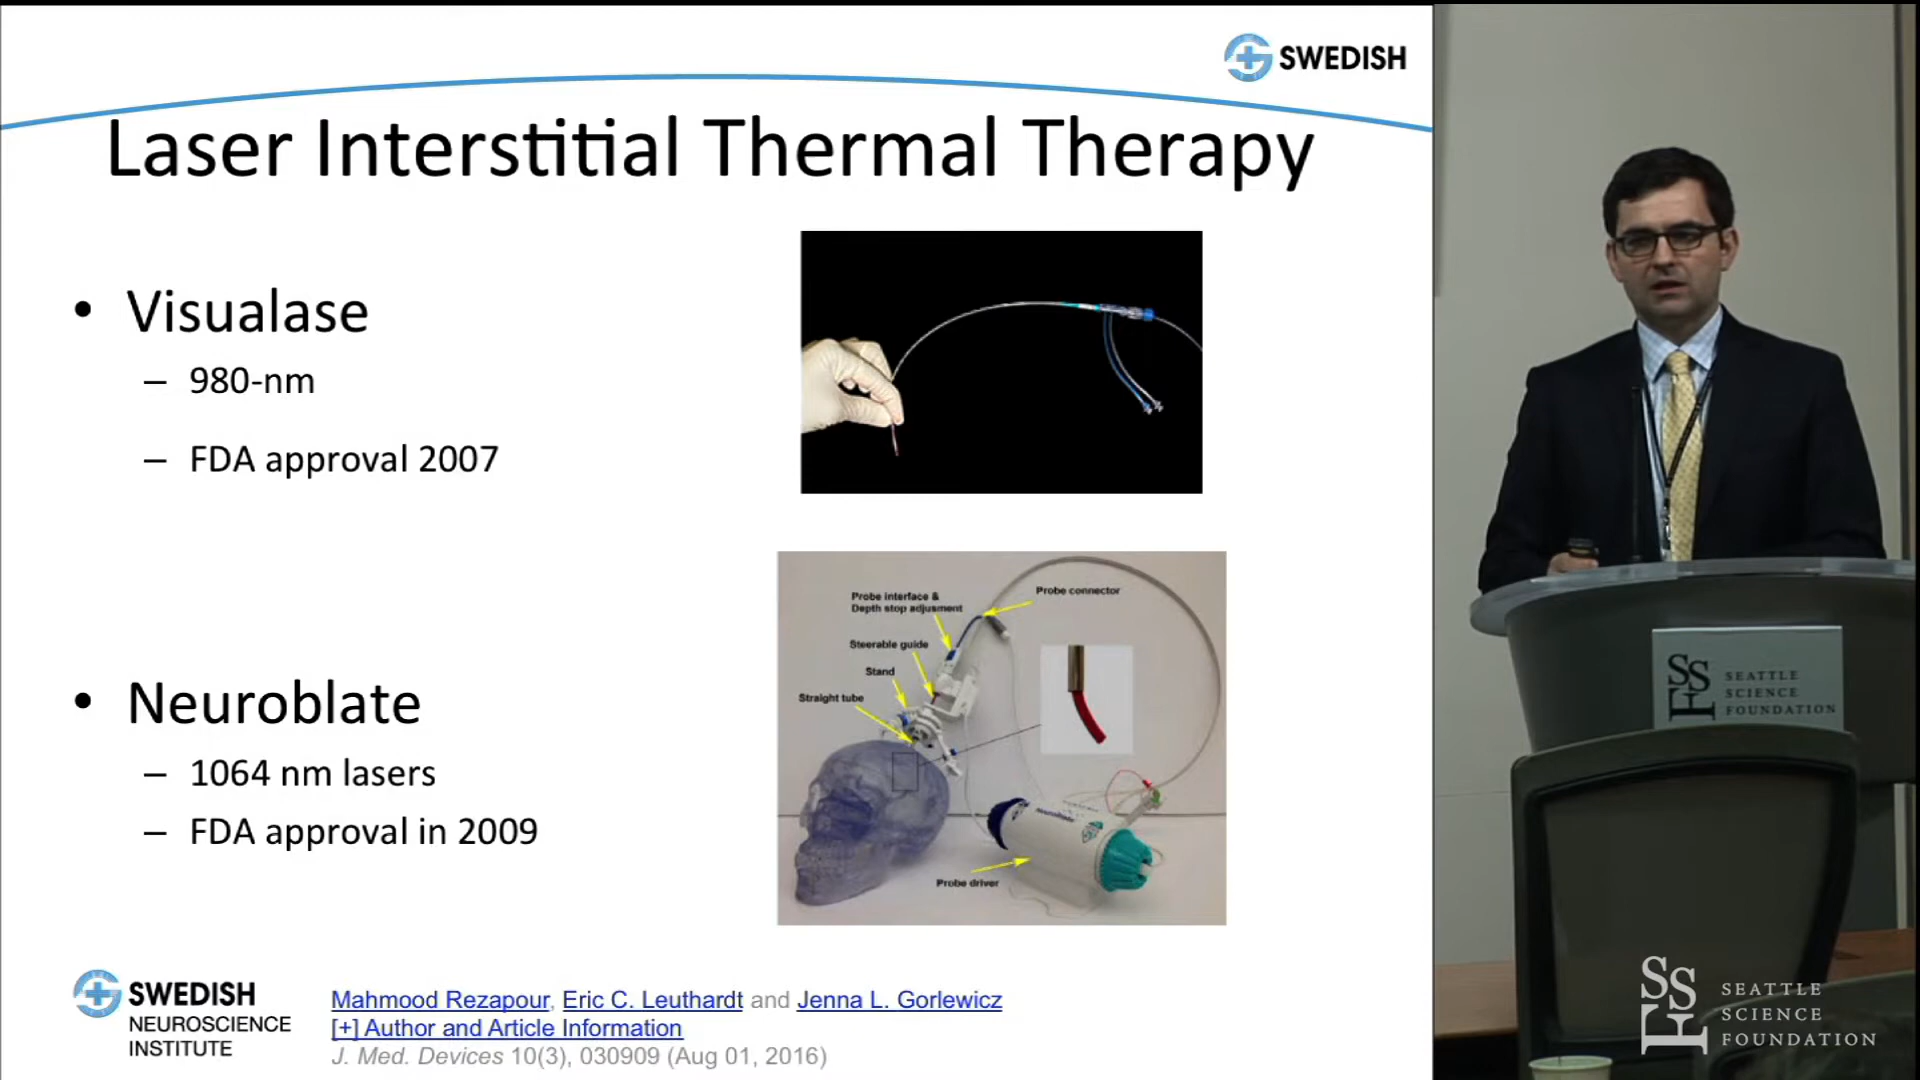 SWEDISH
Laser Interstitial Thermal Therapy
• Visualase
– 980-nm
– FDA approval 2007
• Neuroblate
– 1064 nm lasers
– FDA approval in 2009
Probe interface &
Depth stop adjusment
Probe connector
Steerable guide
Stand
Straight tube
Probe driver
SWEDISH
NEUROSCIENCE
INSTITUTE
Mahmood Rezapour, Eric C. Leuthardt and Jenna L. Gorlewicz
[+] Author and Article Information
J. Med. Devices 10(3), 030909 (Aug 01, 2016)
SSF
SEATTLE
SCIENCE
FOUNDATION
SSF
SEATTLE
SCIENCE
FOUNDATION